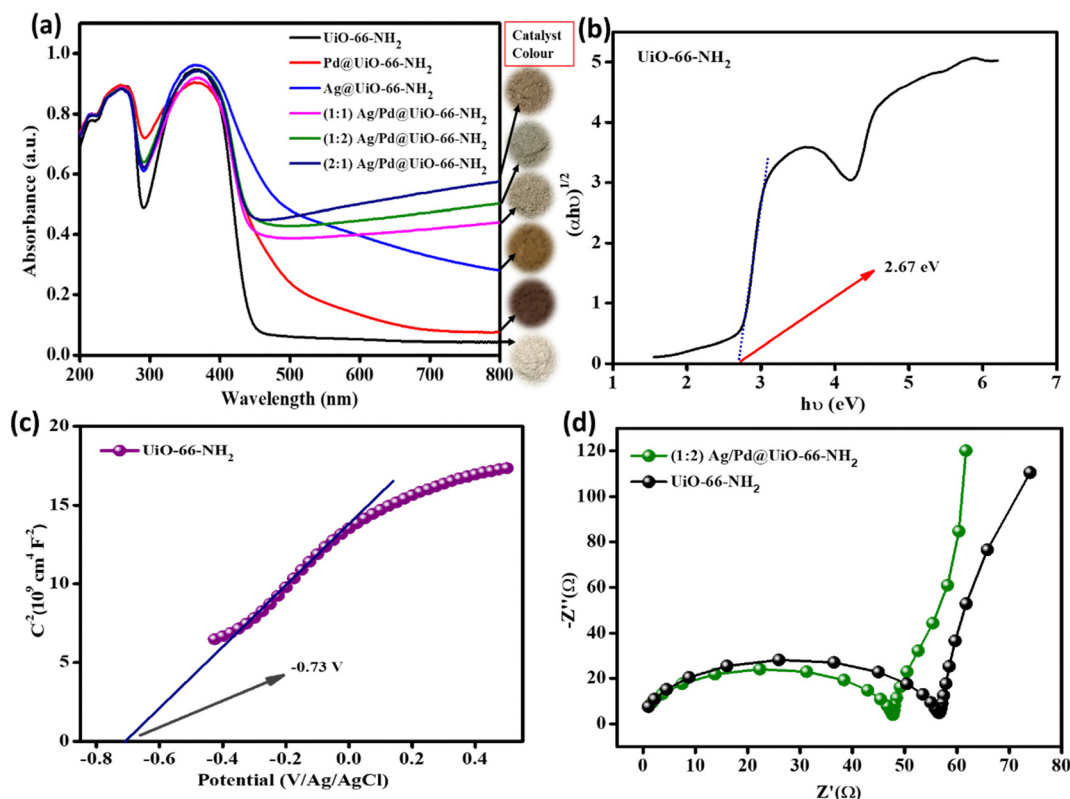 (a)
Absorbance (a.u.)
1.0
0.8
0.6
0.4
0.2
0.0
200 300 400 500 600 700 800
Wavelength (nm)
UiO-66-NH₂
Pd@UiO-66-NH₂
Ag@UiO-66-NH₂
(1:1) Ag/Pd@UiO-66-NH₂
(1:2) Ag/Pd@UiO-66-NH₂
(2:1) Ag/Pd@UiO-66-NH₂
Catalyst
Colour
(b)
UiO-66-NH₂
(αhυ)¹/²
5
4
3
2
1
0
1 2 3 4 5 6 7
hυ (eV)
2.67 eV
(c)
UiO-66-NH₂
C⁻²(10⁹ cm⁴ F⁻²)
20
15
10
5
0
-0.8 -0.6 -0.4 -0.2 0.0 0.2 0.4
Potential (V/Ag/AgCl)
-0.73 V
(d)
(1:2) Ag/Pd@UiO-66-NH₂
UiO-66-NH₂
-Z''(Ω)
120
100
80
60
40
20
0
0 10 20 30 40 50 60 70 80
Z'(Ω)